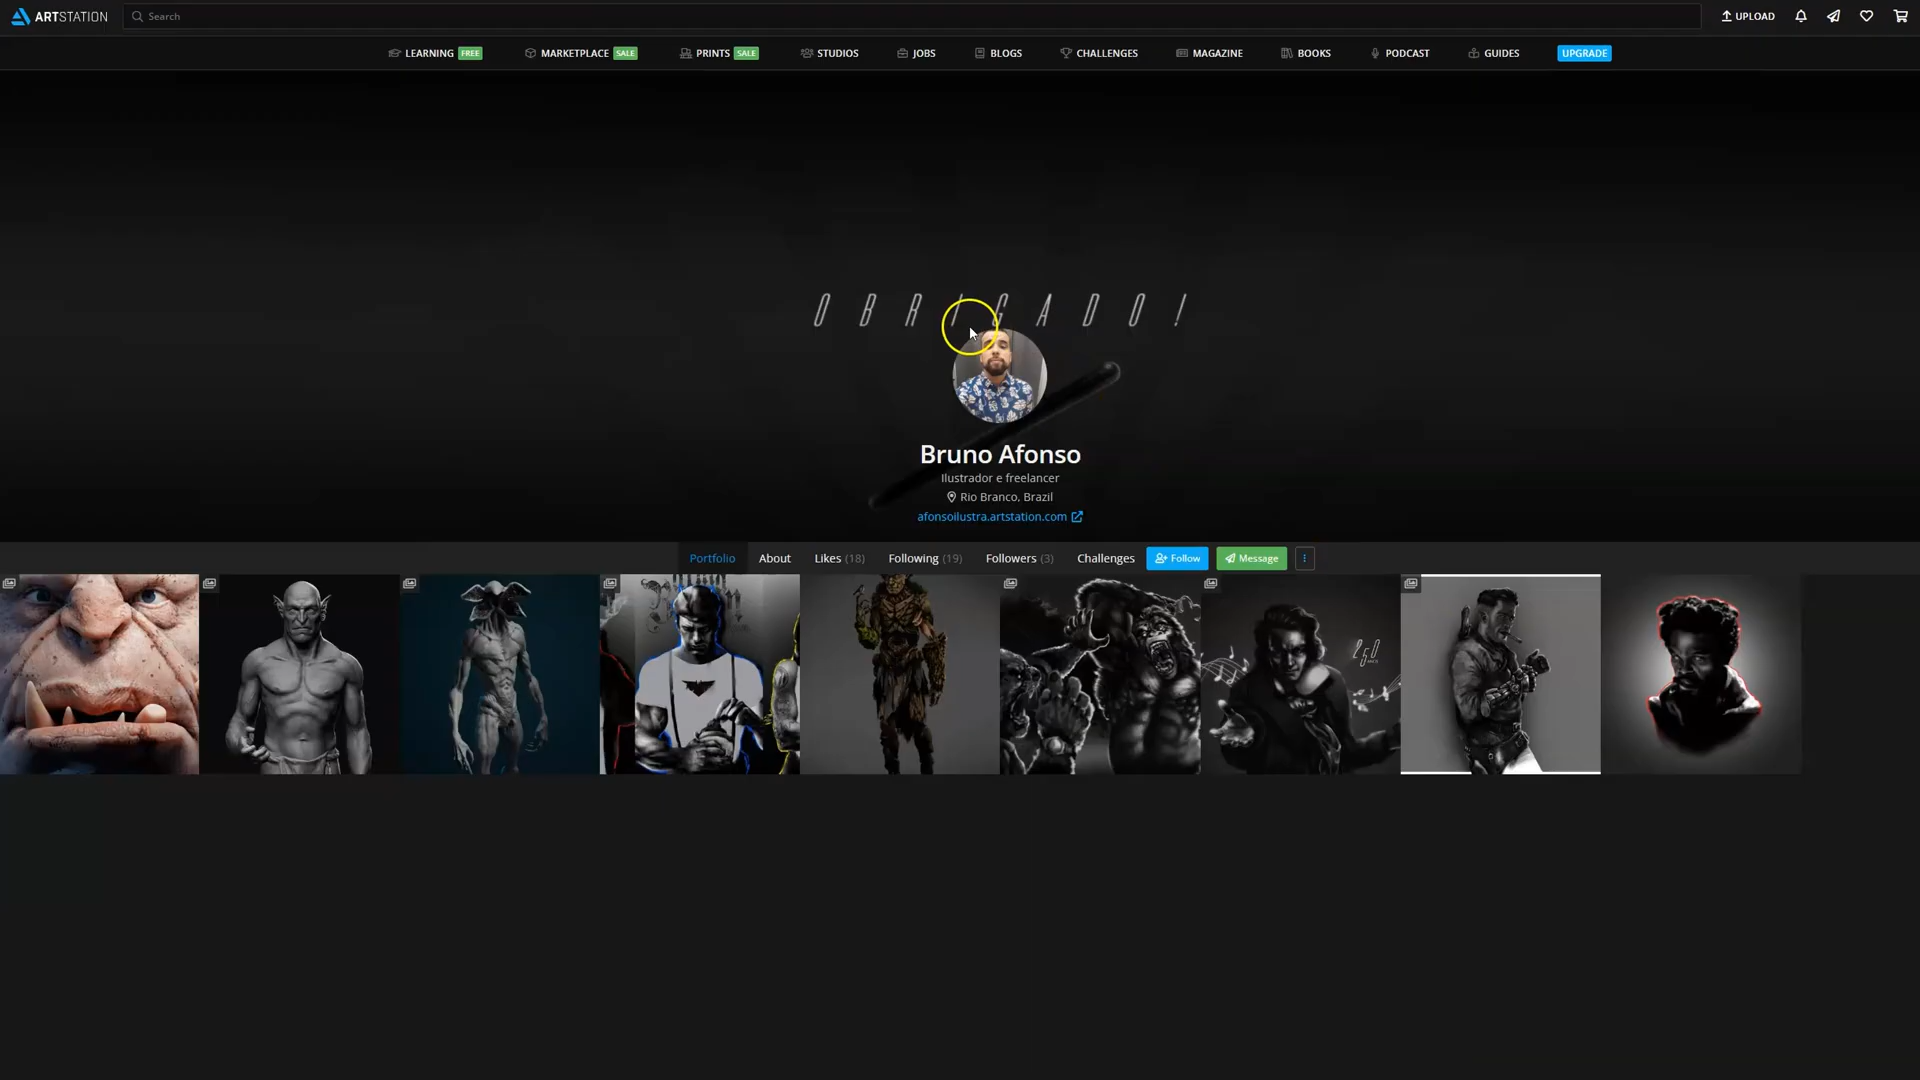 ARTSTATION
Search
UPLOAD
LEARNING FREE
MARKETPLACE SALE
PRINTS SALE
STUDIOS
JOBS
BLOGS
CHALLENGES
MAGAZINE
BOOKS
PODCAST
GUIDES
UPGRADE
OBRIGADO!
Bruno Afonso
Ilustrador e freelancer
Rio Branco, Brazil
afonsoilustra.artstation.com
Portfolio
About
Likes (18)
Following (19)
Followers (3)
Challenges
Follow
Message
250